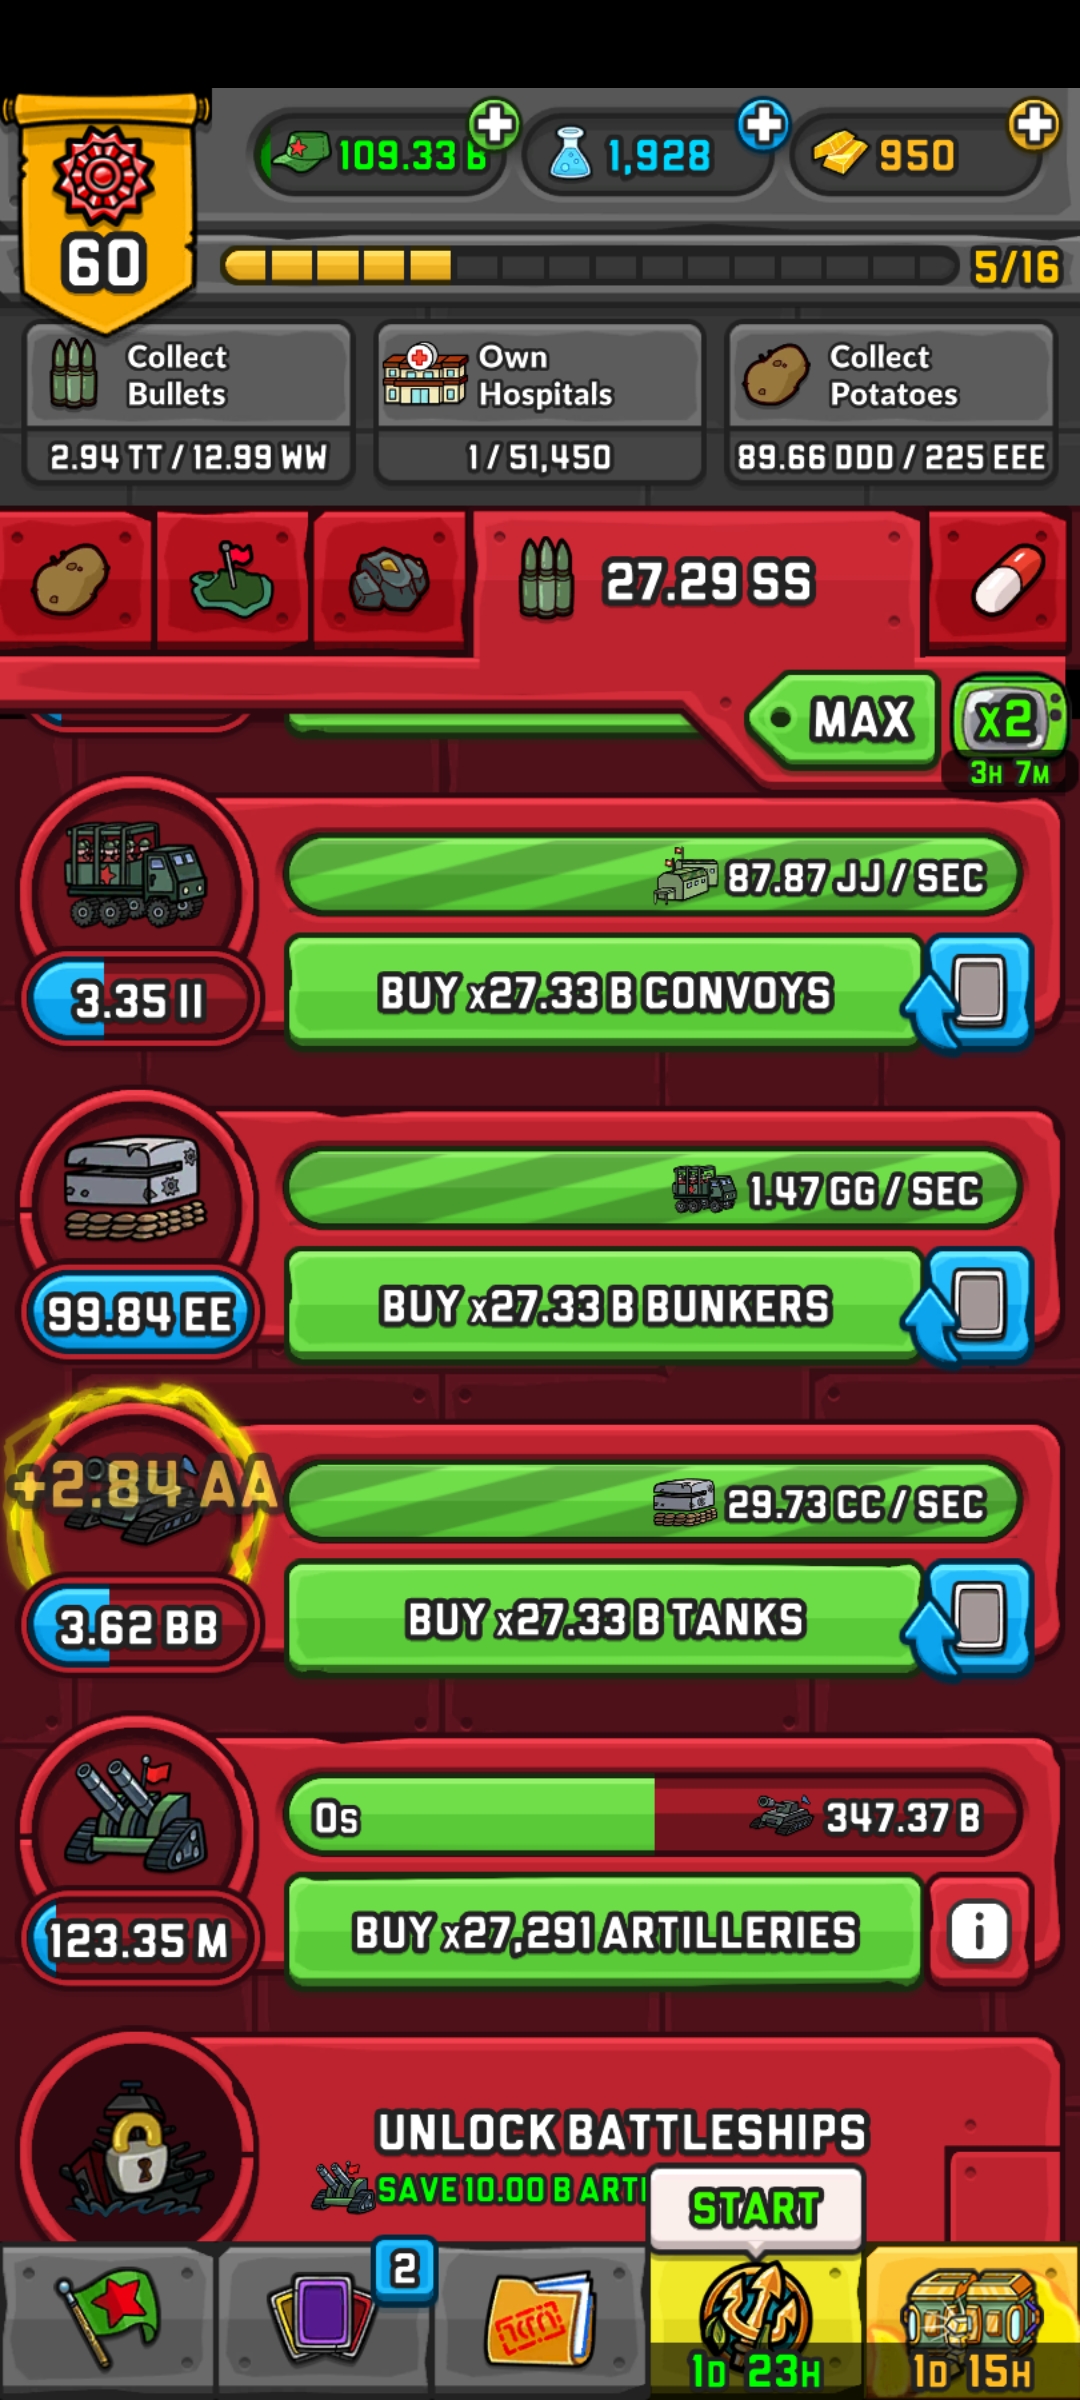 109.33 B
1,928
950
60
5/16
Collect
Bullets
Own
Hospitals
Collect
Potatoes
2.94 TT / 12.99 WW
1 / 51,450
89.66 DDD / 225 EEE
27.29 SS
MAX
x2
3H 7M
87.87 JJ / SEC
3.35 II
BUY x27.33 B CONVOYS
1.47 GG / SEC
99.84 EE
BUY x27.33 B BUNKERS
+2.84 AA
29.73 CC / SEC
3.62 BB
BUY x27.33 B TANKS
0s
347.37 B
123.35 M
BUY x27,291 ARTILLERIES
i
UNLOCK BATTLESHIPS
SAVE 10.00 B ARTI
START
2
1D 23H
1D 15H